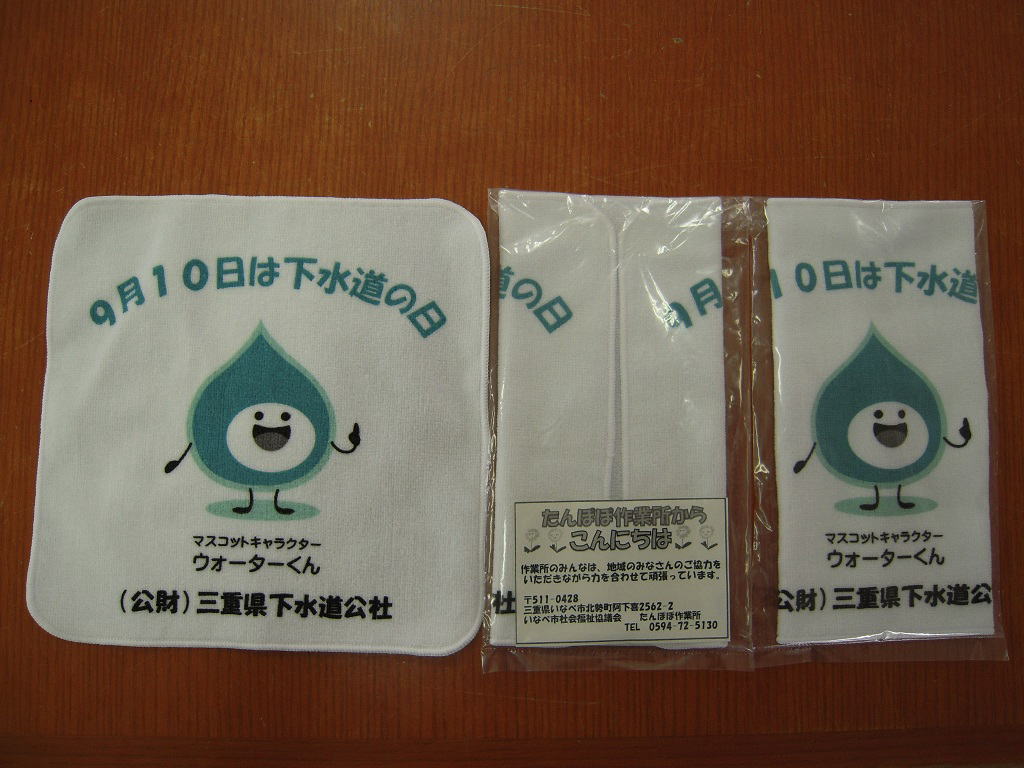 9月10日は下水道の日
マスコットキャラクター
ウォーターくん
(公財)三重県下水道公社
道の日
9月
社
たんぽぽ作業所から
こんにちは
作業所のみんなは、地域のみなさんのご協力を
いただきながら力を合わせて頑張っています。
〒511-0428
三重県いなべ市北勢町阿下喜2562-2
いなべ市社会福祉協議会 たんぽぽ作業所
TEL 0594-72-5130
10日は下水道
マスコットキャラクター
ウォーターくん
公財)三重県下水道公